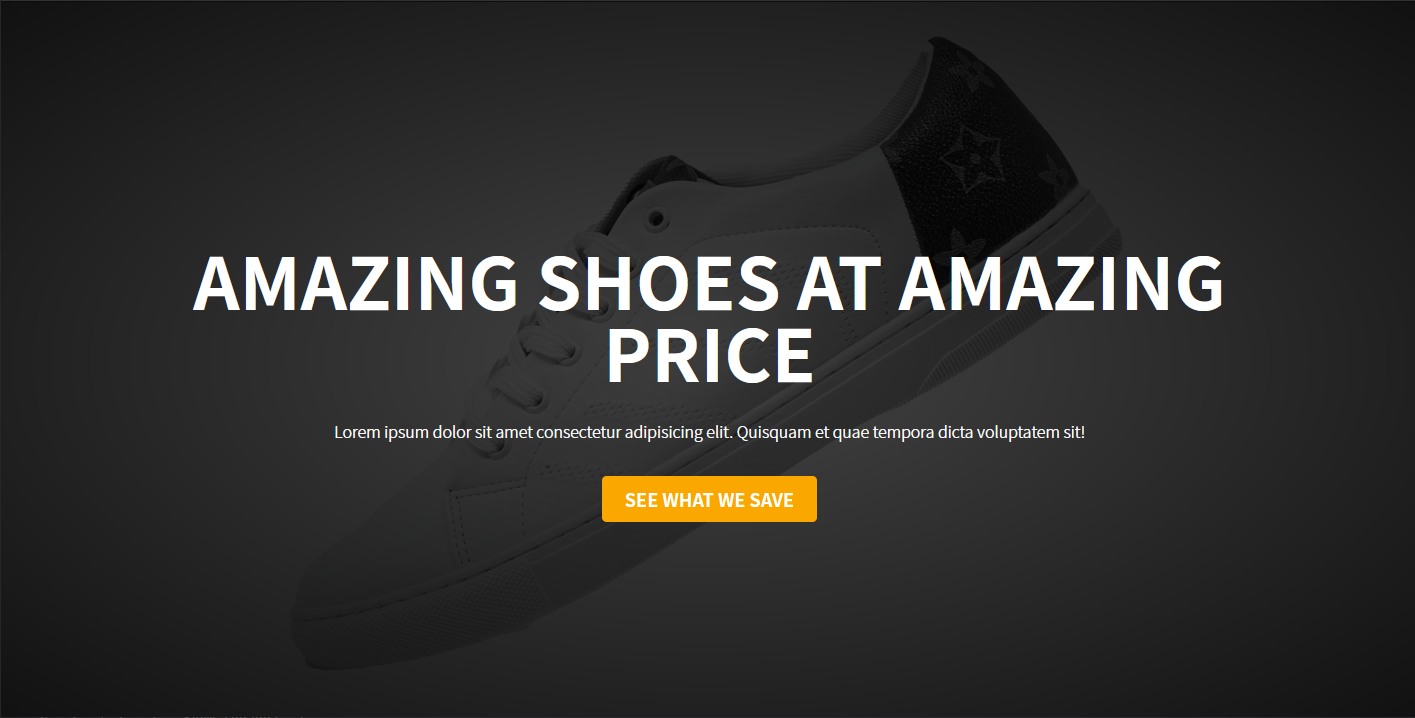 AMAZING SHOES AT AMAZING
PRICE
Lorem ipsum dolor sit amet consectetur adipisicing elit. Quisquam et quae tempora dicta voluptatem sit!
SEE WHAT WE SAVE